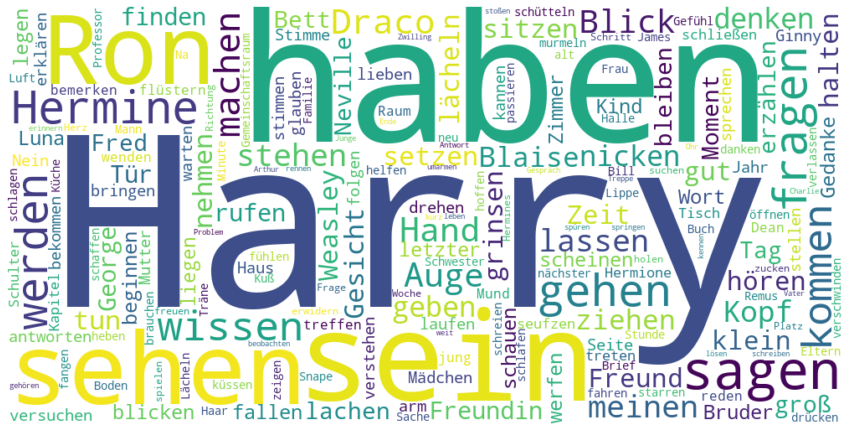 Harry
haben
Ron
sein
sehen
sagen
werden
gehen
kommen
fragen
wissen
Hermine
machen
finden
legen
erklären
Bett
Stimme
Draco
sitzen
schütteln
Gefühl
Blick
denken
stoßen
Zwilling
murmeln
Schritt
James
alt
schließen
Ginny
Luft
Professor
Na
bemerken
flüstern
Richtung
Gemeinschaftsraum
stimmen
glauben
Familie
lieben
lächeln
Neville
Raum
kannen
passieren
Zimmer
Frau
Kind
Halle
bleiben
Moment
sprechen
erzählen
Gedanke
halten
verlassen
Luna
Fred
Nein
erinnern
Herz
Mann
wenden
warten
Minute
Ende
Junge
neu
Antwort
danken
Ohr
Tür
bringen
nehmen
stehen
setzen
Blaise
nicken
gut
Jahr
schlagen
Küche
bekommen
Kapitel
Schulter
George
schaffen
Mutter
beginnen
rufen
Arthur
rennen
umarmen
helfen
folgen
Weasley
Gesicht
drehen
Hand
letzter
Auge
grinsen
Gespräch
hoffen
Hermines
Zeit
lassen
Treppe
Bill
Lippe
suchen
Wort
Tisch
Buch
kennen
öffnen
Dean
Charlie
stellen
Tag
zucken
Vater
verschwinden
Problem
kurz
leben
fühlen
Schwester
spüren
springen
scheinen
nächster
Hermione
holen
hören
Kopf
Remus
Platz
liegen
Haus
Kuß
Frage
Träne
Woche
Mund
geben
ziehen
klein
antworten
heben
tun
brauchen
freuen
erwidern
treffen
laufen
verstehen
schauen
schreien
schlafen
seufzen
Stunde
Seite
treten
Brief
lösen
schreiben
Eltern
beobachten
weit
jung
Mädchen
werfen
Freund
fahren
starren
gehören
fangen
Boden
spielen
Lächeln
küssen
zeigen
Snape
meinen
reden
Bruder
groß
drücken
versuchen
blicken
Haar
fallen
lachen
arm
Sache
Freundin